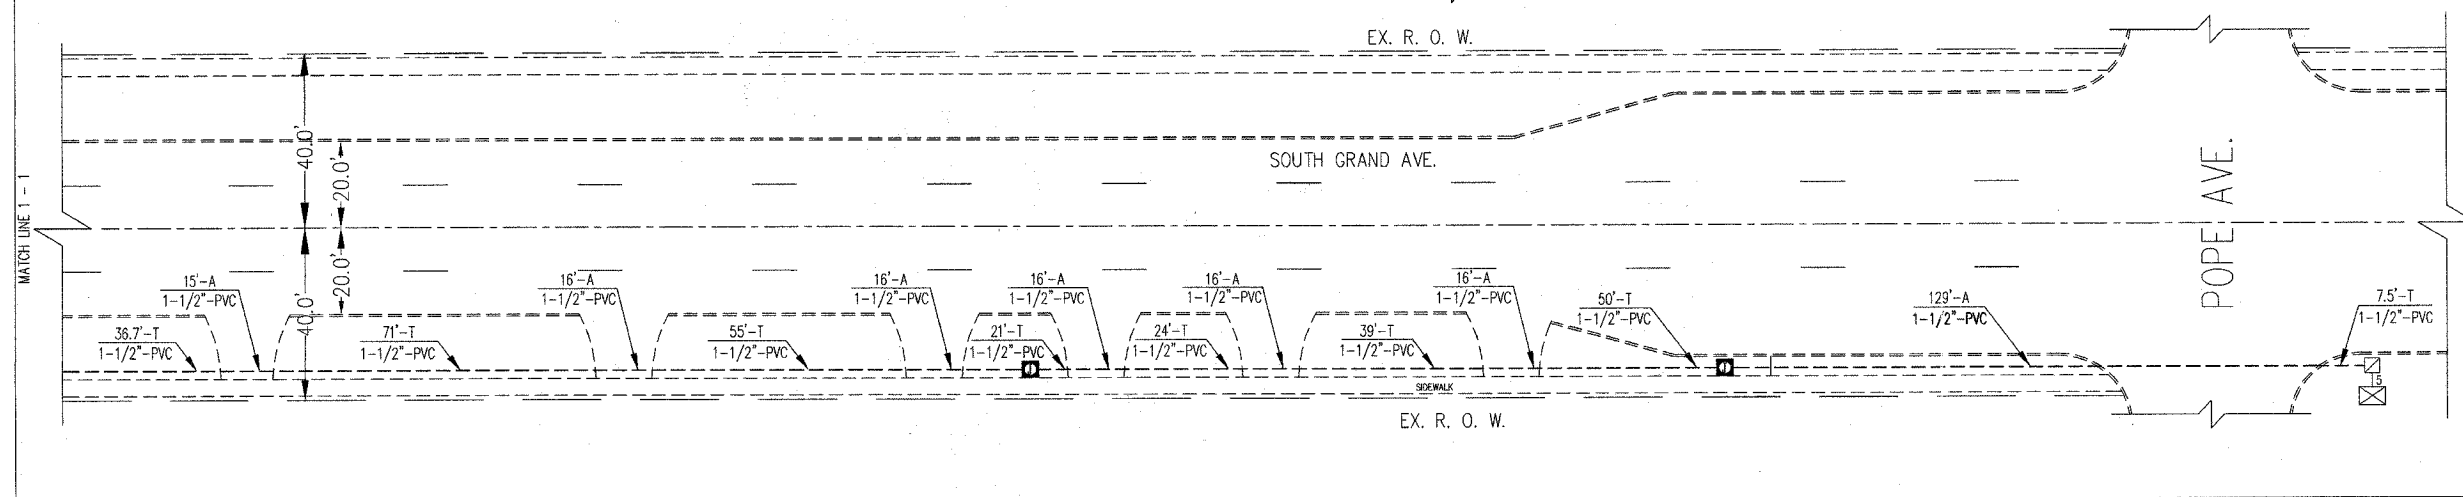 EX. R. O. W.
MATCH LINE 1 - 1
40.0'
20.0'
SOUTH GRAND AVE.
POPE AVE.
20.0'
40.0'
15'-A
1-1/2"-PVC
16'-A
1-1/2"-PVC
16'-A
1-1/2"-PVC
16'-A
1-1/2"-PVC
16'-A
1-1/2"-PVC
16'-A
1-1/2"-PVC
50'-T
1-1/2"-PVC
129'-A
1-1/2"-PVC
7.5'-T
1-1/2"-PVC
36.7'-T
1-1/2"-PVC
71'-T
1-1/2"-PVC
55'-T
1-1/2"-PVC
21'-T
1-1/2"-PVC
24'-T
1-1/2"-PVC
39'-T
1-1/2"-PVC
SIDEWALK
5
EX. R. O. W.